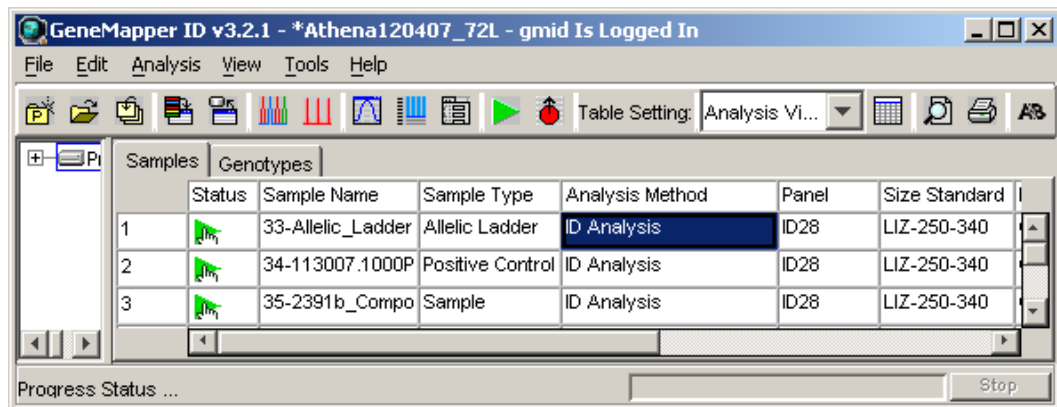 GeneMapper ID v3.2.1 - *Athena120407_72L - gmid Is Logged In
File Edit Analysis View Tools Help
Table Setting: Analysis Vi...
Samples Genotypes
Status Sample Name Sample Type Analysis Method Panel Size Standard
1 33-Allelic_Ladder Allelic Ladder ID Analysis ID28 LIZ-250-340
2 34-113007.1000P Positive Control ID Analysis ID28 LIZ-250-340
3 35-2391b_Compo Sample ID Analysis ID28 LIZ-250-340
Progress Status ... Stop